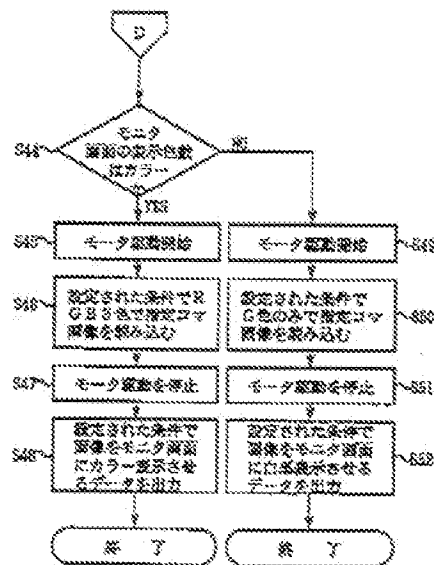 D
S44
モニタ
画面の表示色数
はカラー
か
NO
YES
S45
モータ駆動開始
S49
モータ駆動開始
S46
設定された条件でR
GB3色で指定コマ
画像を読み込む
S50
設定された条件で
G色のみで指定コマ
画像を読み込む
S47
モータ駆動を停止
S51
モータ駆動を停止
S48
設定された条件で
画像をモニタ画面
にカラー表示させ
るデータを出力
S52
設定された条件で
画像をモニタ画面
に白黒表示させる
データを出力
終 了
終 了